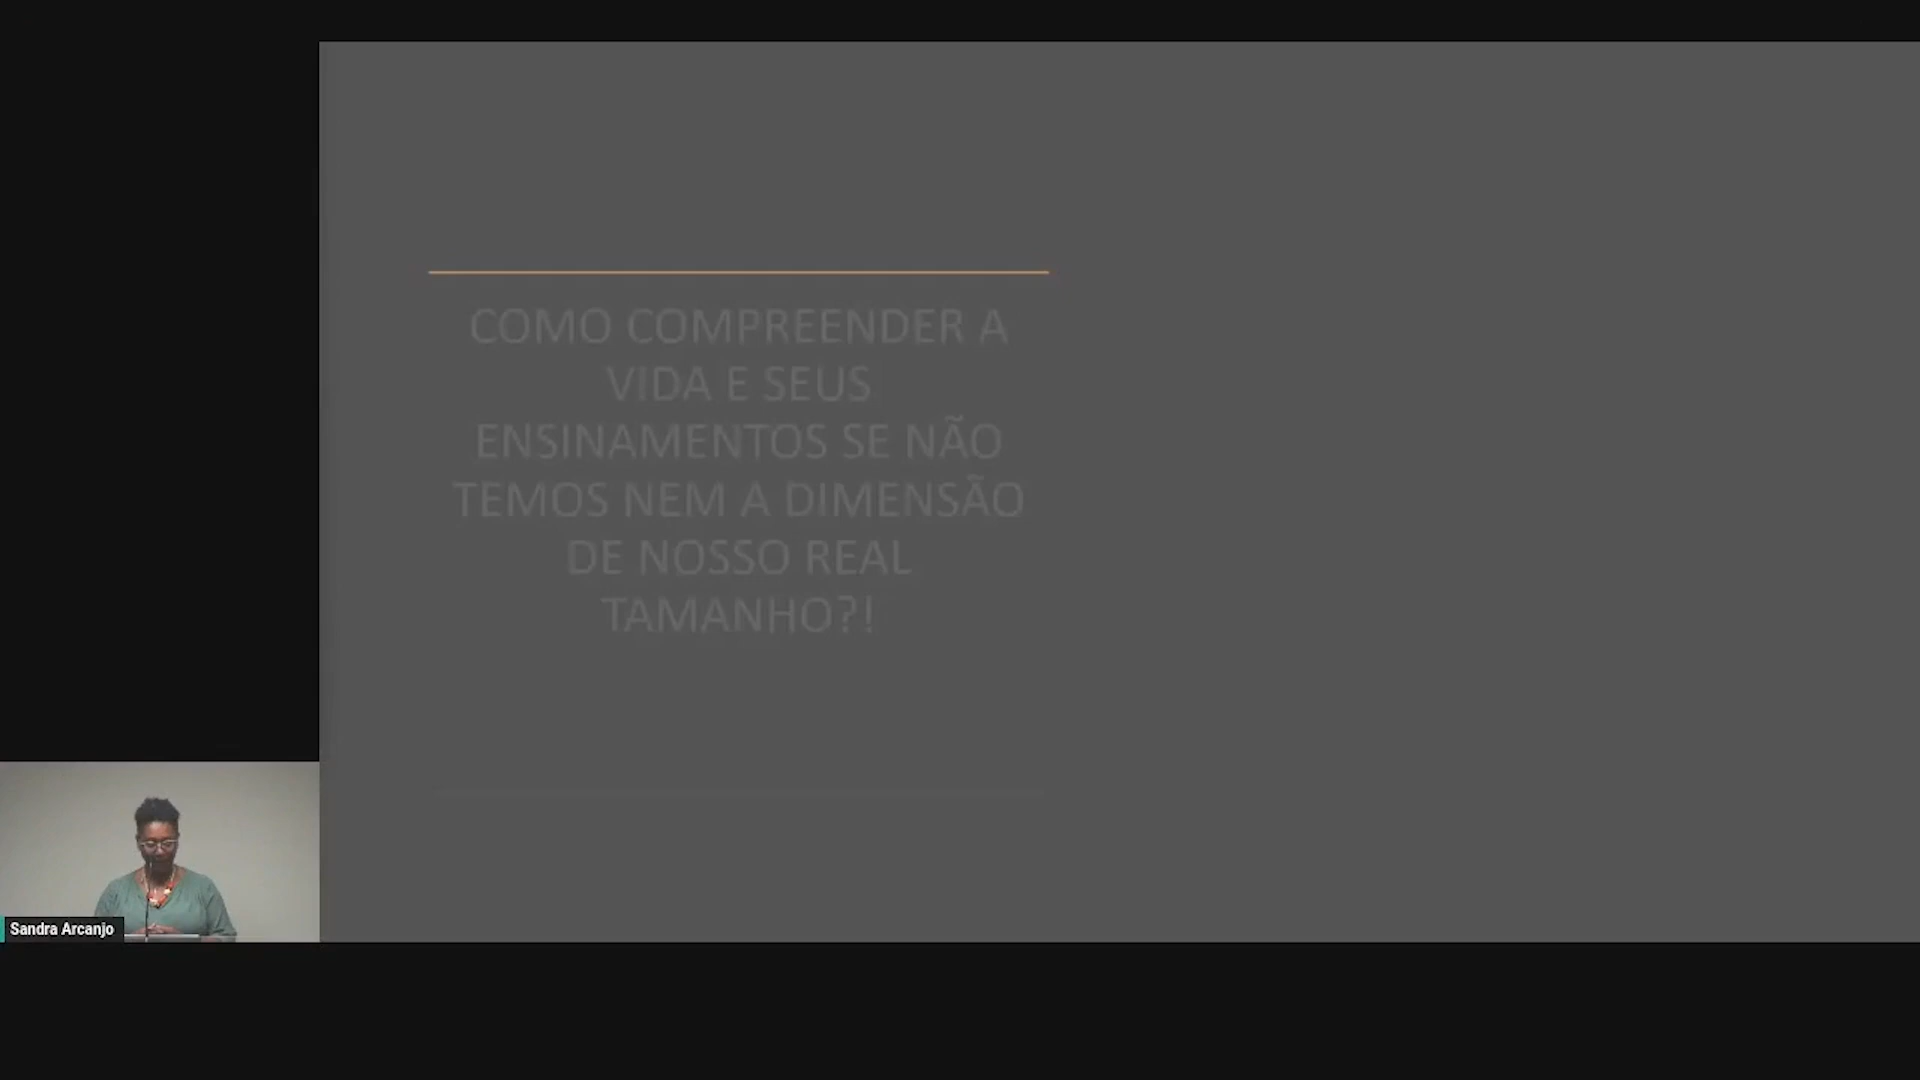 COMO COMPREENDER A
VIDA E SEUS
ENSINAMENTOS SE NÃO
TEMOS NEM A DIMENSÃO
DE NOSSO REAL
TAMANHO?!
Sandra Arcanjo